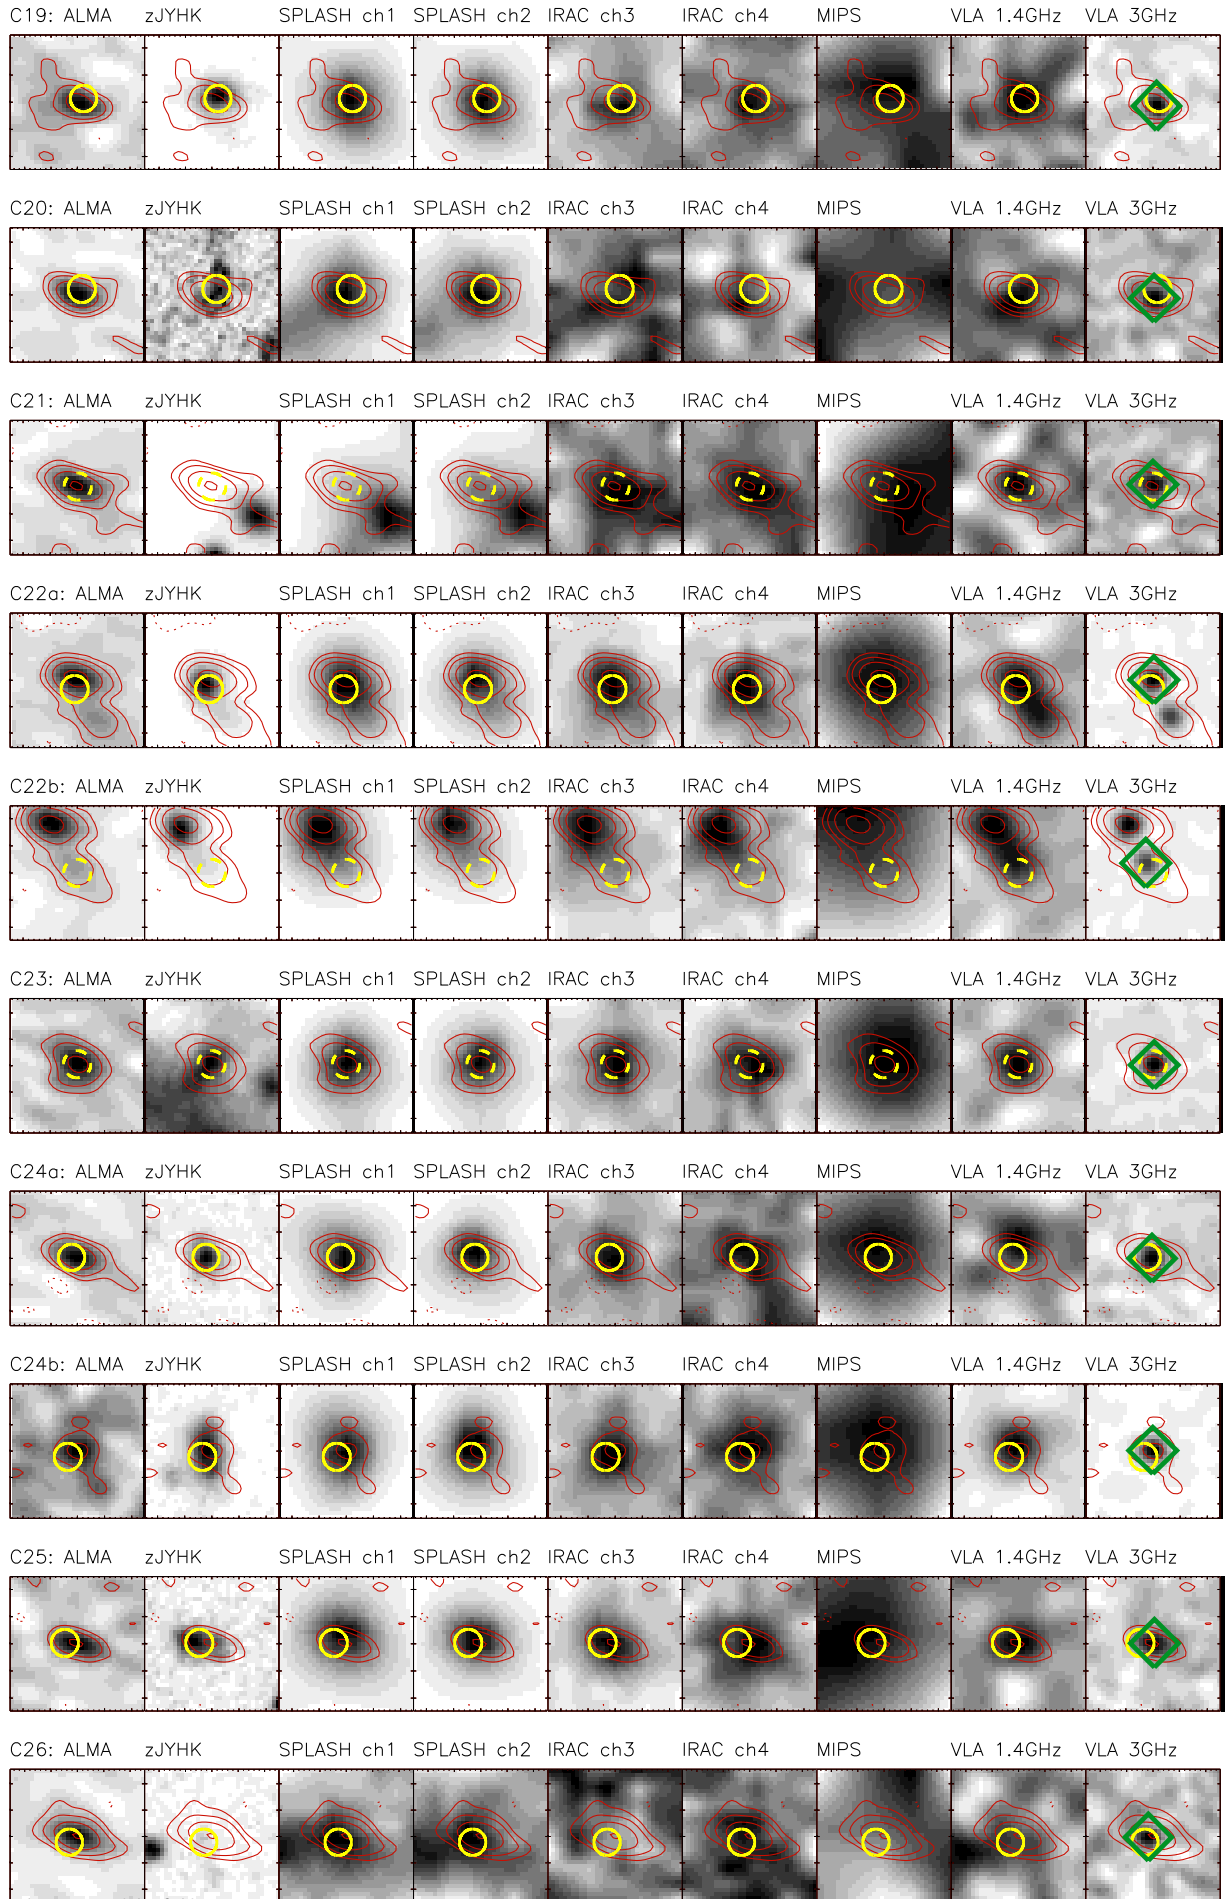 C19: ALMA zJYHK SPLASH ch1 SPLASH ch2 IRAC ch3 IRAC ch4 MIPS VLA 1.4GHz VLA 3GHz
C20: ALMA zJYHK SPLASH ch1 SPLASH ch2 IRAC ch3 IRAC ch4 MIPS VLA 1.4GHz VLA 3GHz
C21: ALMA zJYHK SPLASH ch1 SPLASH ch2 IRAC ch3 IRAC ch4 MIPS VLA 1.4GHz VLA 3GHz
C22a: ALMA zJYHK SPLASH ch1 SPLASH ch2 IRAC ch3 IRAC ch4 MIPS VLA 1.4GHz VLA 3GHz
C22b: ALMA zJYHK SPLASH ch1 SPLASH ch2 IRAC ch3 IRAC ch4 MIPS VLA 1.4GHz VLA 3GHz
C23: ALMA zJYHK SPLASH ch1 SPLASH ch2 IRAC ch3 IRAC ch4 MIPS VLA 1.4GHz VLA 3GHz
C24a: ALMA zJYHK SPLASH ch1 SPLASH ch2 IRAC ch3 IRAC ch4 MIPS VLA 1.4GHz VLA 3GHz
C24b: ALMA zJYHK SPLASH ch1 SPLASH ch2 IRAC ch3 IRAC ch4 MIPS VLA 1.4GHz VLA 3GHz
C25: ALMA zJYHK SPLASH ch1 SPLASH ch2 IRAC ch3 IRAC ch4 MIPS VLA 1.4GHz VLA 3GHz
C26: ALMA zJYHK SPLASH ch1 SPLASH ch2 IRAC ch3 IRAC ch4 MIPS VLA 1.4GHz VLA 3GHz